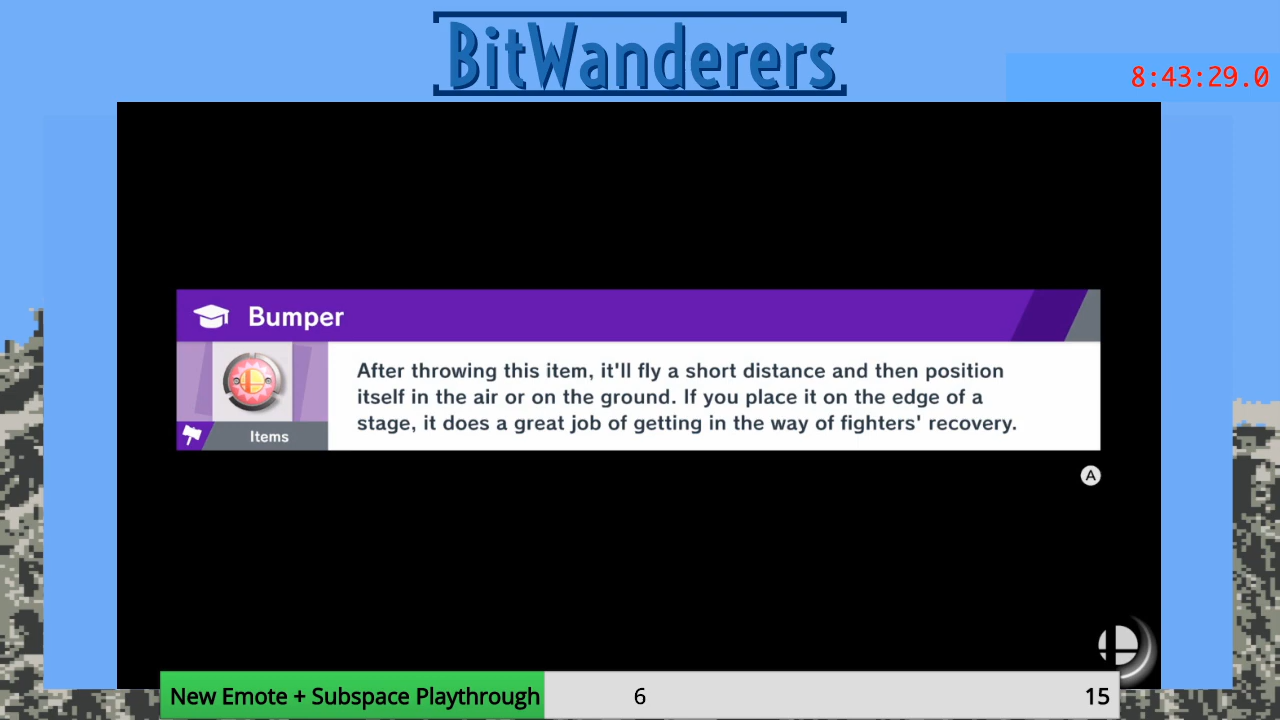 BitWanderers
8:43:29.0
Bumper
After throwing this item, it'll fly a short distance and then position
itself in the air or on the ground. If you place it on the edge of a
stage, it does a great job of getting in the way of fighters' recovery.
Items
A
New Emote + Subspace Playthrough 6 15